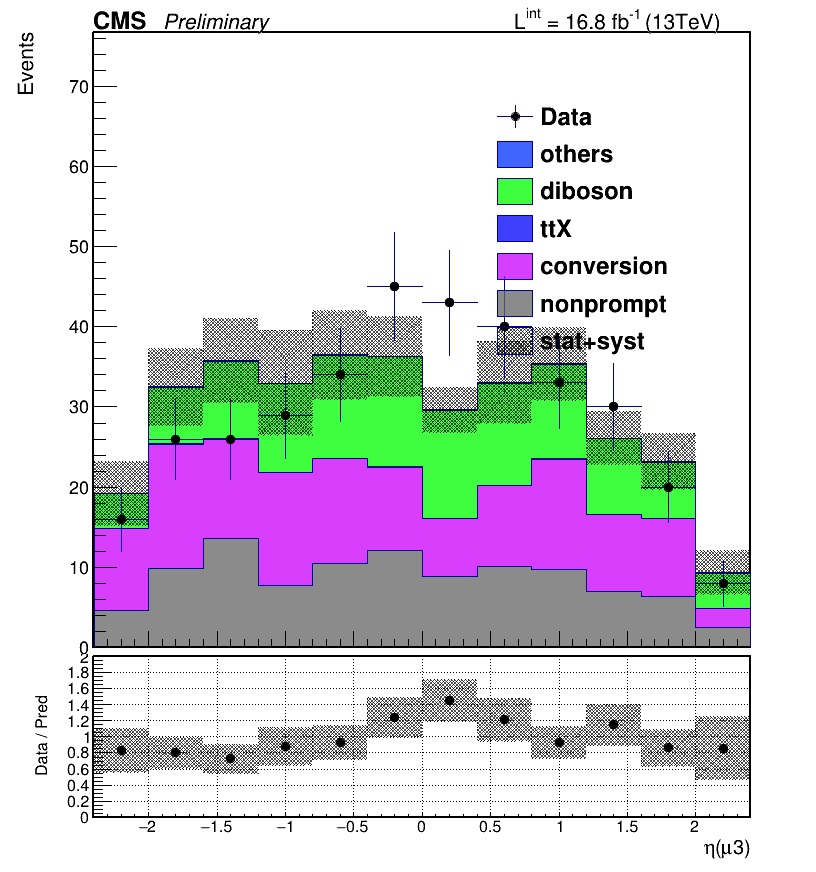 CMS Preliminary L^int = 16.8 fb^-1 (13TeV)
Events
70
60
50
40
30
20
10
0
Data
others
diboson
ttX
conversion
nonprompt
stat+syst
Data / Pred
2
1.8
1.6
1.4
1.2
1
0.8
0.6
0.4
0.2
0
−2 −1.5 −1 −0.5 0 0.5 1 1.5 2
η(μ3)